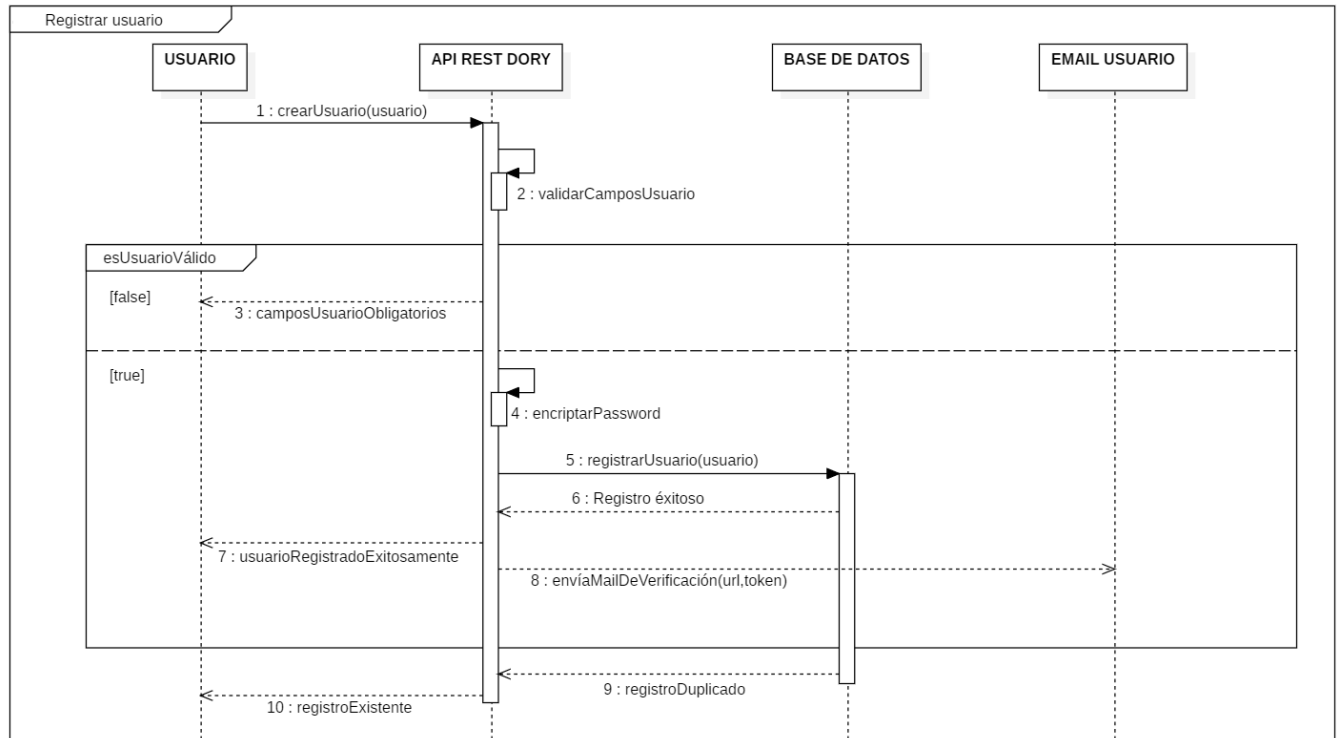 Registrar usuario
USUARIO
API REST DORY
BASE DE DATOS
EMAIL USUARIO
1 : crearUsuario(usuario)
2 : validarCamposUsuario
esUsuarioVálido
[false]
3 : camposUsuarioObligatorios
[true]
4 : encriptarPassword
5 : registrarUsuario(usuario)
6 : Registro éxitoso
7 : usuarioRegistradoExitosamente
8 : envíaMailDeVerificación(url,token)
9 : registroDuplicado
10 : registroExistente